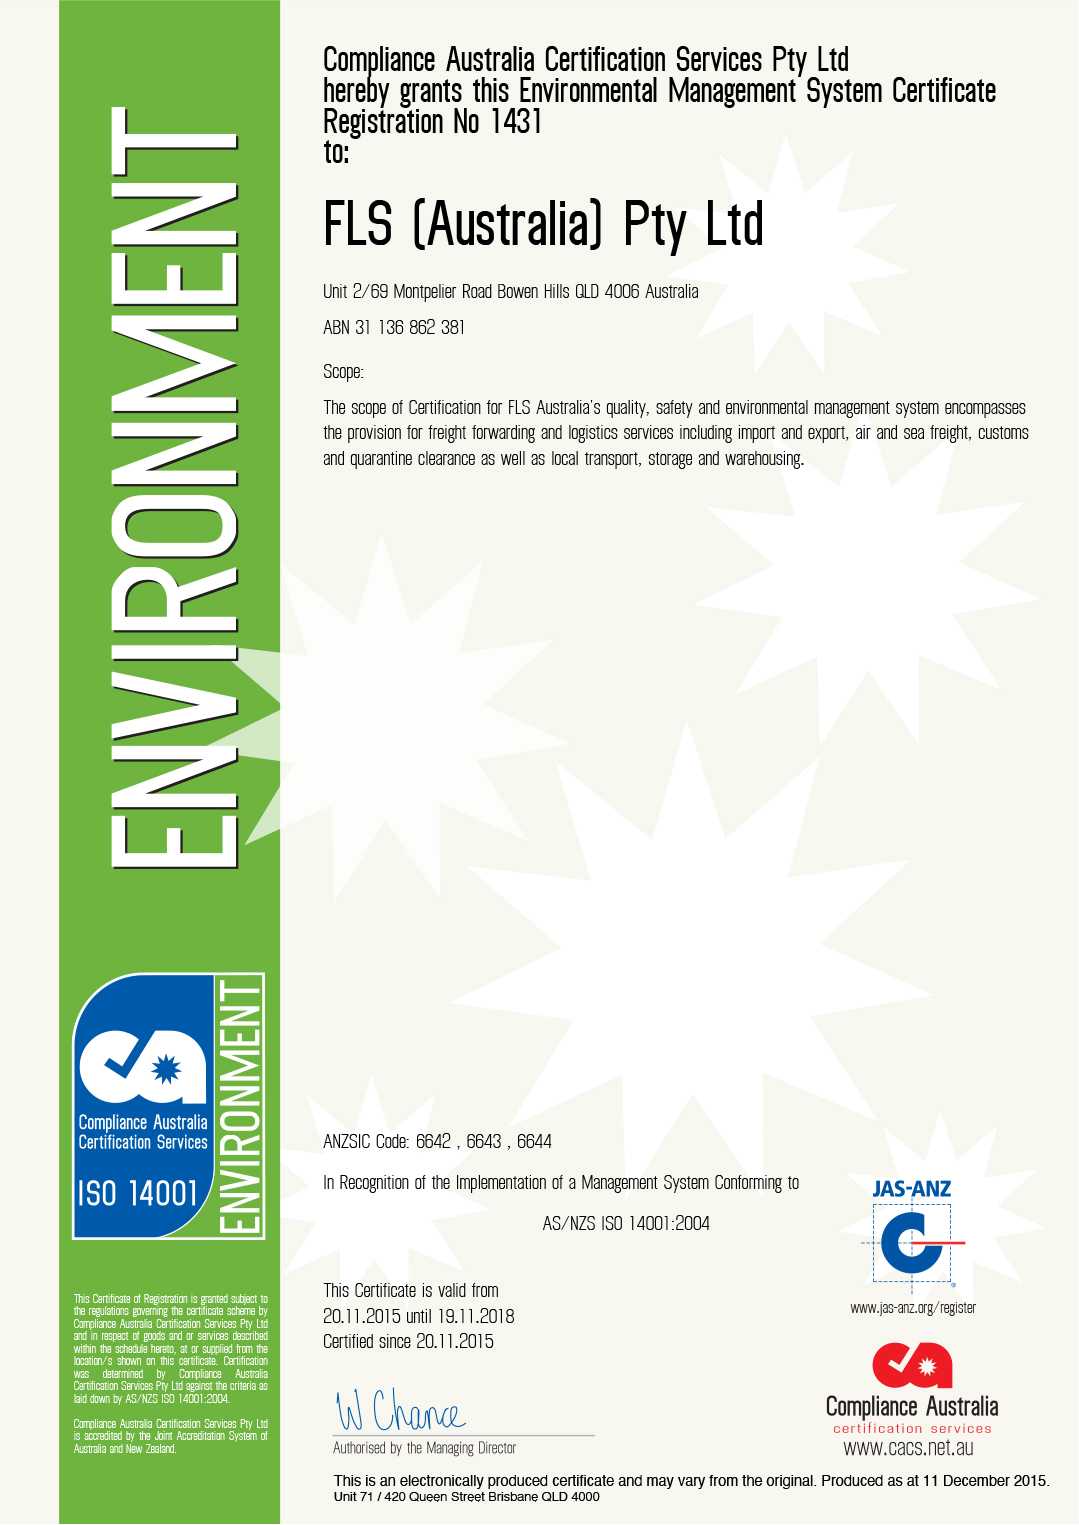 Compliance Australia Certification Services Pty Ltd
hereby grants this Environmental Management System Certificate
Registration No 1431
to:
FLS (Australia) Pty Ltd
Unit 2/69 Montpelier Road Bowen Hills QLD 4006 Australia
ABN 31 136 862 381
Scope:
The scope of Certification for FLS Australia's quality, safety and environmental management system encompasses
the provision for freight forwarding and logistics services including import and export, air and sea freight, customs
and quarantine clearance as well as local transport, storage and warehousing.
ENVIRONMENT
Compliance Australia
Certification Services
ISO 14001
ENVIRONMENT
This Certificate of Registration is granted subject to
the regulations governing the certificate scheme by
Compliance Australia Certification Services Pty Ltd
and in respect of goods and or services described
within the schedule hereto, at or supplied from the
location/s shown on this certificate. Certification
was determined by Compliance Australia
Certification Services Pty Ltd against the criteria as
laid down by AS/NZS ISO 14001:2004.
Compliance Australia Certification Services Pty Ltd
is accredited by the Joint Accreditation System of
Australia and New Zealand.
ANZSIC Code: 6642 , 6643 , 6644
In Recognition of the Implementation of a Management System Conforming to
AS/NZS ISO 14001:2004
This Certificate is valid from
20.11.2015 until 19.11.2018
Certified since 20.11.2015
W Chance
Authorised by the Managing Director
JAS-ANZ
®
www.jas-anz.org/register
Compliance Australia
certification services
www.cacs.net.au
This is an electronically produced certificate and may vary from the original. Produced as at 11 December 2015.
Unit 71 / 420 Queen Street Brisbane QLD 4000